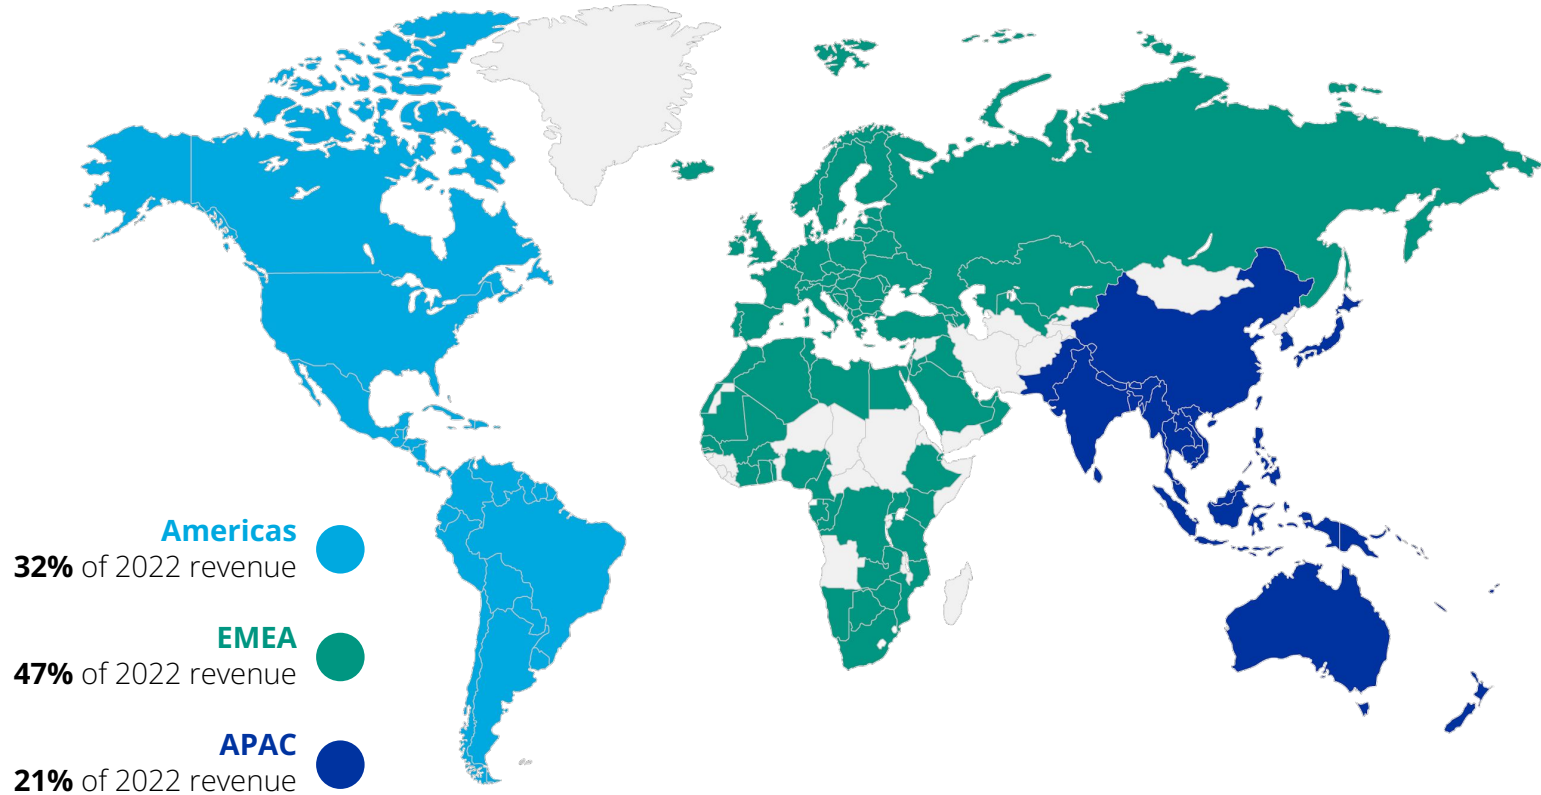 Americas
32% of 2022 revenue
EMEA
47% of 2022 revenue
APAC
21% of 2022 revenue